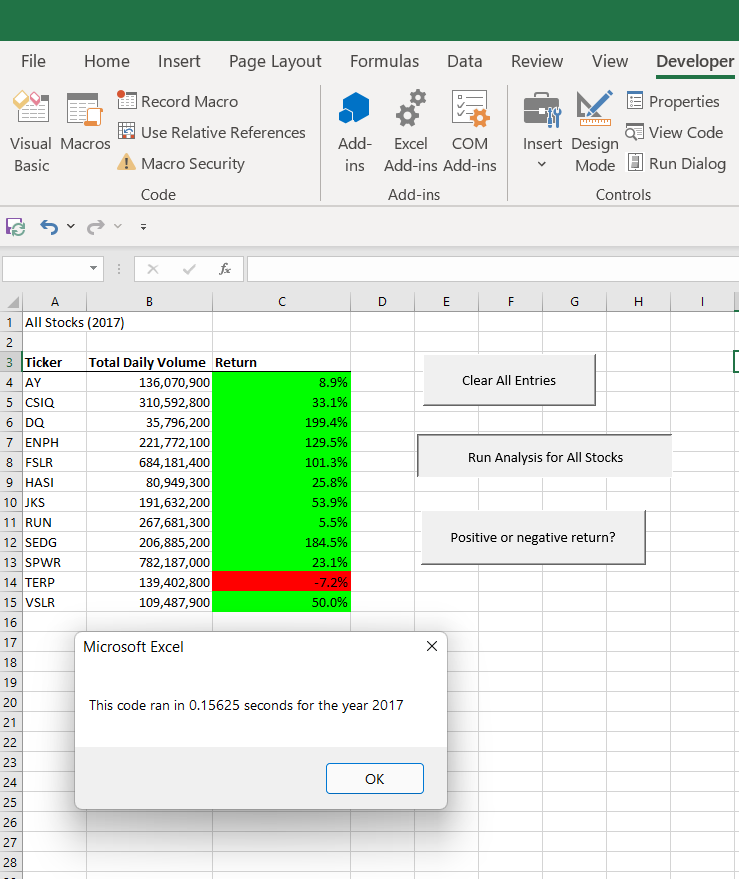 File Home Insert Page Layout Formulas Data Review View Developer
Visual Basic
Macros
Record Macro
Use Relative References
Macro Security
Code
Add-ins
Excel Add-ins
COM Add-ins
Add-ins
Insert
Design Mode
Properties
View Code
Run Dialog
Controls
fx
A B C D E F G H I
1 All Stocks (2017)
2
3 Ticker Total Daily Volume Return
4 AY 136,070,900 8.9%
5 CSIQ 310,592,800 33.1%
6 DQ 35,796,200 199.4%
7 ENPH 221,772,100 129.5%
8 FSLR 684,181,400 101.3%
9 HASI 80,949,300 25.8%
10 JKS 191,632,200 53.9%
11 RUN 267,681,300 5.5%
12 SEDG 206,885,200 184.5%
13 SPWR 782,187,000 23.1%
14 TERP 139,402,800 -7.2%
15 VSLR 109,487,900 50.0%
Clear All Entries
Run Analysis for All Stocks
Positive or negative return?
16
17
18
19
20
21
22
23
24
25
26
27
28
Microsoft Excel
This code ran in 0.15625 seconds for the year 2017
OK